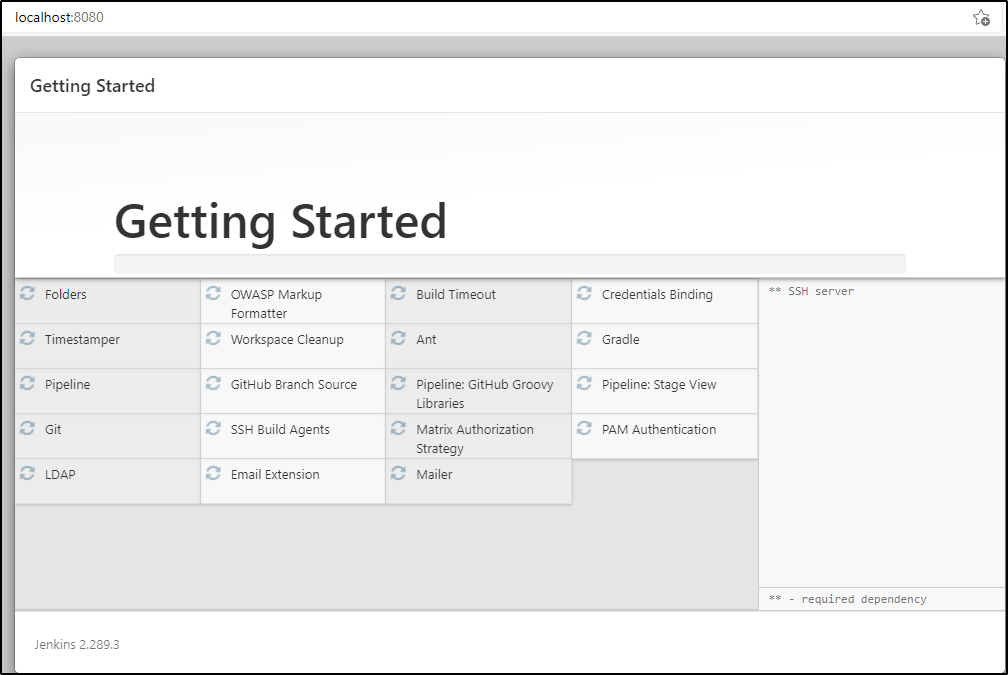 localhost:8080
Getting Started
Getting Started
Folders
OWASP Markup
Formatter
Build Timeout
Credentials Binding
** SSH server
Timestamper
Workspace Cleanup
Ant
Gradle
Pipeline
GitHub Branch Source
Pipeline: GitHub Groovy
Libraries
Pipeline: Stage View
Git
SSH Build Agents
Matrix Authorization
Strategy
PAM Authentication
LDAP
Email Extension
Mailer
** - required dependency
Jenkins 2.289.3